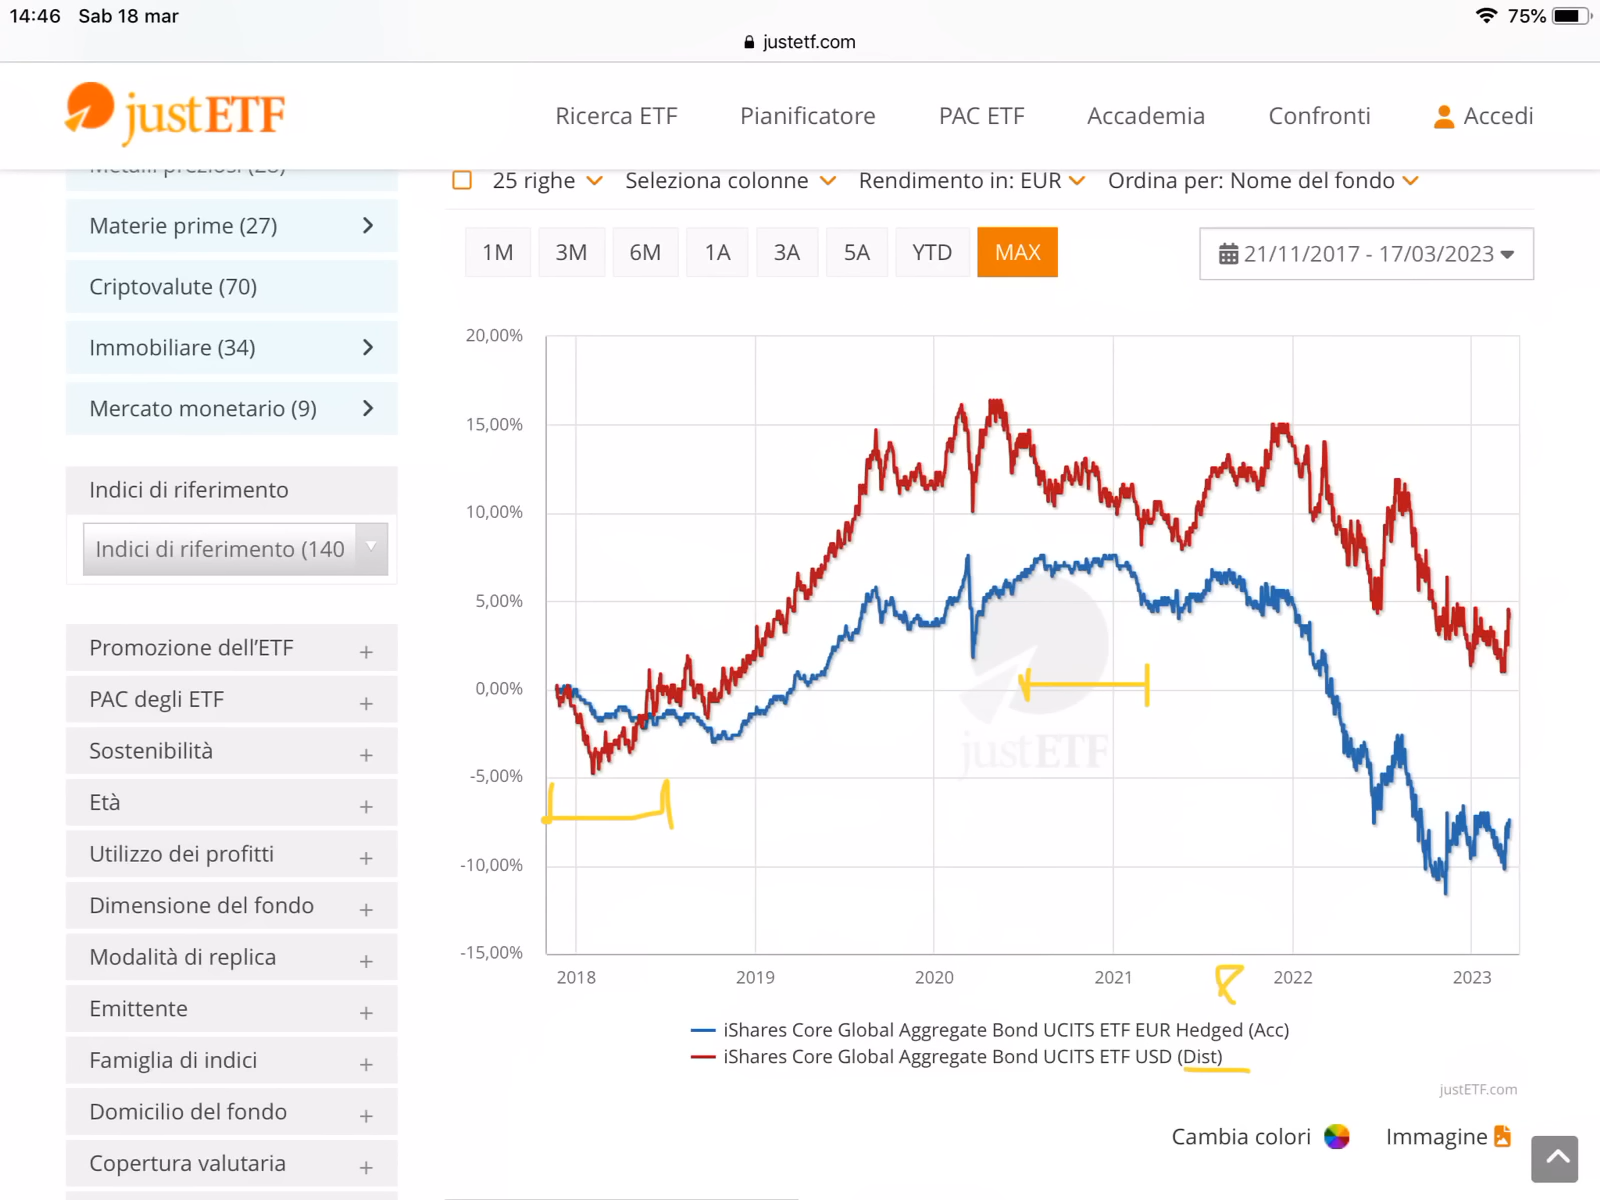 14:46 Sab 18 mar
75%
justetf.com
justETF
Ricerca ETF Pianificatore PAC ETF Accademia Confronti Accedi
Metalli preziosi (28)
25 righe Seleziona colonne Rendimento in: EUR Ordina per: Nome del fondo
Materie prime (27)
Criptovalute (70)
Immobiliare (34)
Mercato monetario (9)
1M 3M 6M 1A 3A 5A YTD MAX
21/11/2017 - 17/03/2023
Indici di riferimento
Indici di riferimento (140
Promozione dell'ETF +
PAC degli ETF +
Sostenibilità +
Età +
Utilizzo dei profitti +
Dimensione del fondo +
Modalità di replica +
Emittente +
Famiglia di indici +
Domicilio del fondo +
Copertura valutaria +
20,00%
15,00%
10,00%
5,00%
0,00%
-5,00%
-10,00%
-15,00%
justETF
2018 2019 2020 2021 2022 2023
iShares Core Global Aggregate Bond UCITS ETF EUR Hedged (Acc)
iShares Core Global Aggregate Bond UCITS ETF USD (Dist)
justETF.com
Cambia colori Immagine